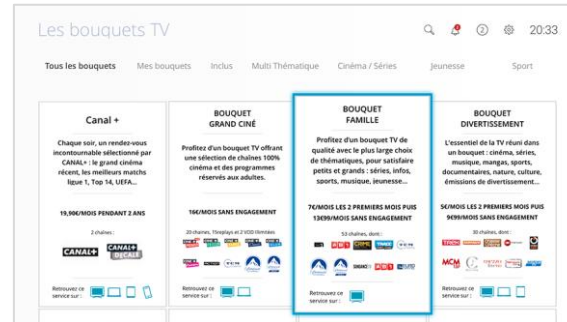 Les bouquets TV
2
20:33
Tous les bouquets
Mes bouquets
Inclus
Multi Thématique
Cinéma / Séries
Jeunesse
Sport
Canal +
Chaque soir, un rendez-vous
incontournable sélectionné par
CANAL+ : le grand cinéma
récent, les meilleurs matchs
ligue 1, Top 14, UEFA...
19,90€/MOIS PENDANT 2 ANS
2 chaînes :
CANAL+
CANAL+
DECALE
Retrouvez ce
service sur :
BOUQUET
GRAND CINÉ
Profitez d'un bouquet TV offrant
une sélection de chaînes 100%
cinéma et des programmes
réservés aux adultes.
16€/MOIS SANS ENGAGEMENT
Retrouvez ce
service sur :
BOUQUET
FAMILLE
Profitez d'un bouquet TV de
qualité avec le plus large choix
de thématiques, pour satisfaire
petits et grands : séries, infos,
sports, musique, jeunesse...
7€/MOIS LES 2 PREMIERS MOIS PUIS
13€99/MOIS SANS ENGAGEMENT
53 chaînes, dont :
Retrouvez ce
service sur :
BOUQUET
DIVERTISSEMENT
L'essentiel de la TV réuni dans
un bouquet : cinéma, séries,
musique, mangas, sports,
documentaires, nature, culture,
émissions de divertissement...
5€/MOIS LES 2 PREMIERS MOIS PUIS
9€99/MOIS SANS ENGAGEMENT
30 chaînes, dont :
MCM
Retrouvez ce
service sur :